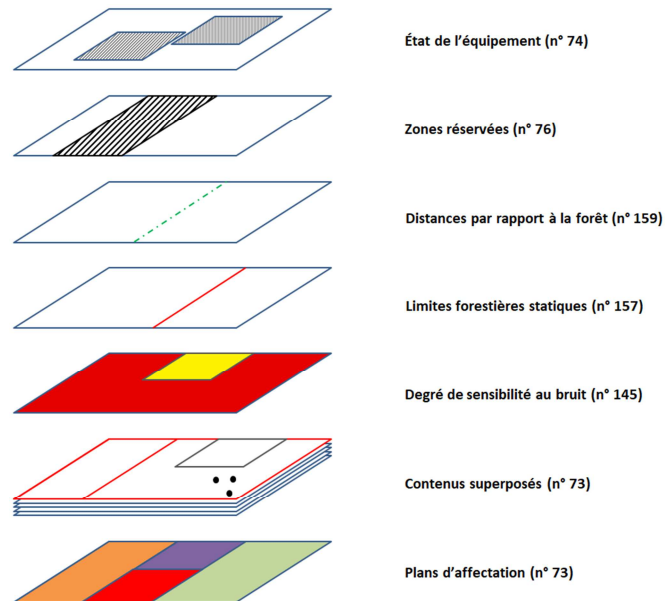 État de l'équipement (n° 74)
Zones réservées (n° 76)
Distances par rapport à la forêt (n° 159)
Limites forestières statiques (n° 157)
Degré de sensibilité au bruit (n° 145)
Contenus superposés (n° 73)
Plans d'affectation (n° 73)